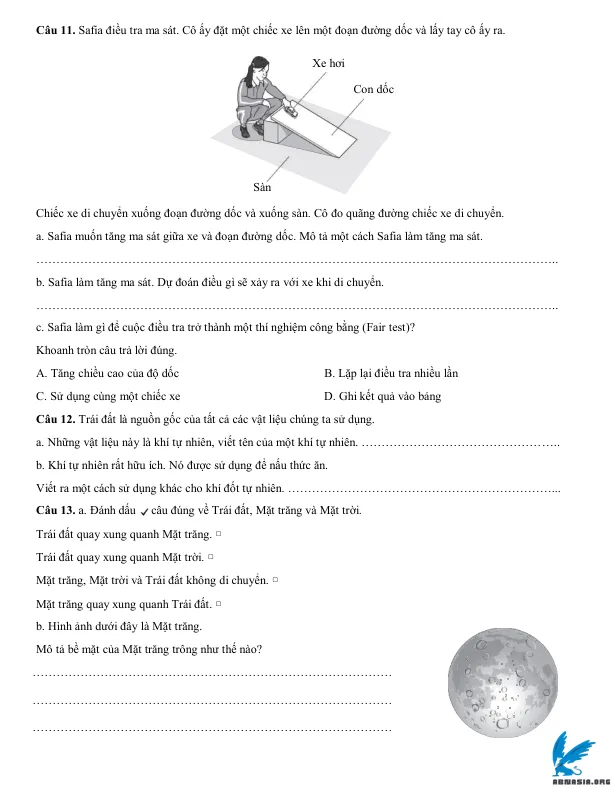 Câu 11. Safia điều tra ma sát. Cô ấy đặt một chiếc xe lên một đoạn đường dốc và lấy tay cô ấy ra.
Xe hơi
Con dốc
Sàn
Chiếc xe di chuyển xuống đoạn đường dốc và xuống sàn. Cô đo quãng đường chiếc xe di chuyển.
a. Safia muốn tăng ma sát giữa xe và đoạn đường dốc. Mô tả một cách Safia làm tăng ma sát.
………………………………………………………………………………………………………………..
b. Safia làm tăng ma sát. Dự đoán điều gì sẽ xảy ra với xe khi di chuyển.
………………………………………………………………………………………………………………..
c. Safia làm gì để cuộc điều tra trở thành một thí nghiệm công bằng (Fair test)?
Khoanh tròn câu trả lời đúng.
A. Tăng chiều cao của độ dốc B. Lặp lại điều tra nhiều lần
C. Sử dụng cùng một chiếc xe D. Ghi kết quả vào bảng
Câu 12. Trái đất là nguồn gốc của tất cả các vật liệu chúng ta sử dụng.
a. Những vật liệu này là khí tự nhiên, viết tên của một khí tự nhiên. …………………………………………..
b. Khí tự nhiên rất hữu ích. Nó được sử dụng để nấu thức ăn.
Viết ra một cách sử dụng khác cho khí đốt tự nhiên. …………………………………………………………...
Câu 13. a. Đánh dấu ✓ câu đúng về Trái đất, Mặt trăng và Mặt trời.
Trái đất quay xung quanh Mặt trăng. □
Trái đất quay xung quanh Mặt trời. □
Mặt trăng, Mặt trời và Trái đất không di chuyển. □
Mặt trăng quay xung quanh Trái đất. □
b. Hình ảnh dưới đây là Mặt trăng.
Mô tả bề mặt của Mặt trăng trông như thế nào?
………………………………………………………………………………
………………………………………………………………………………
………………………………………………………………………………
ABNASIA.ORG